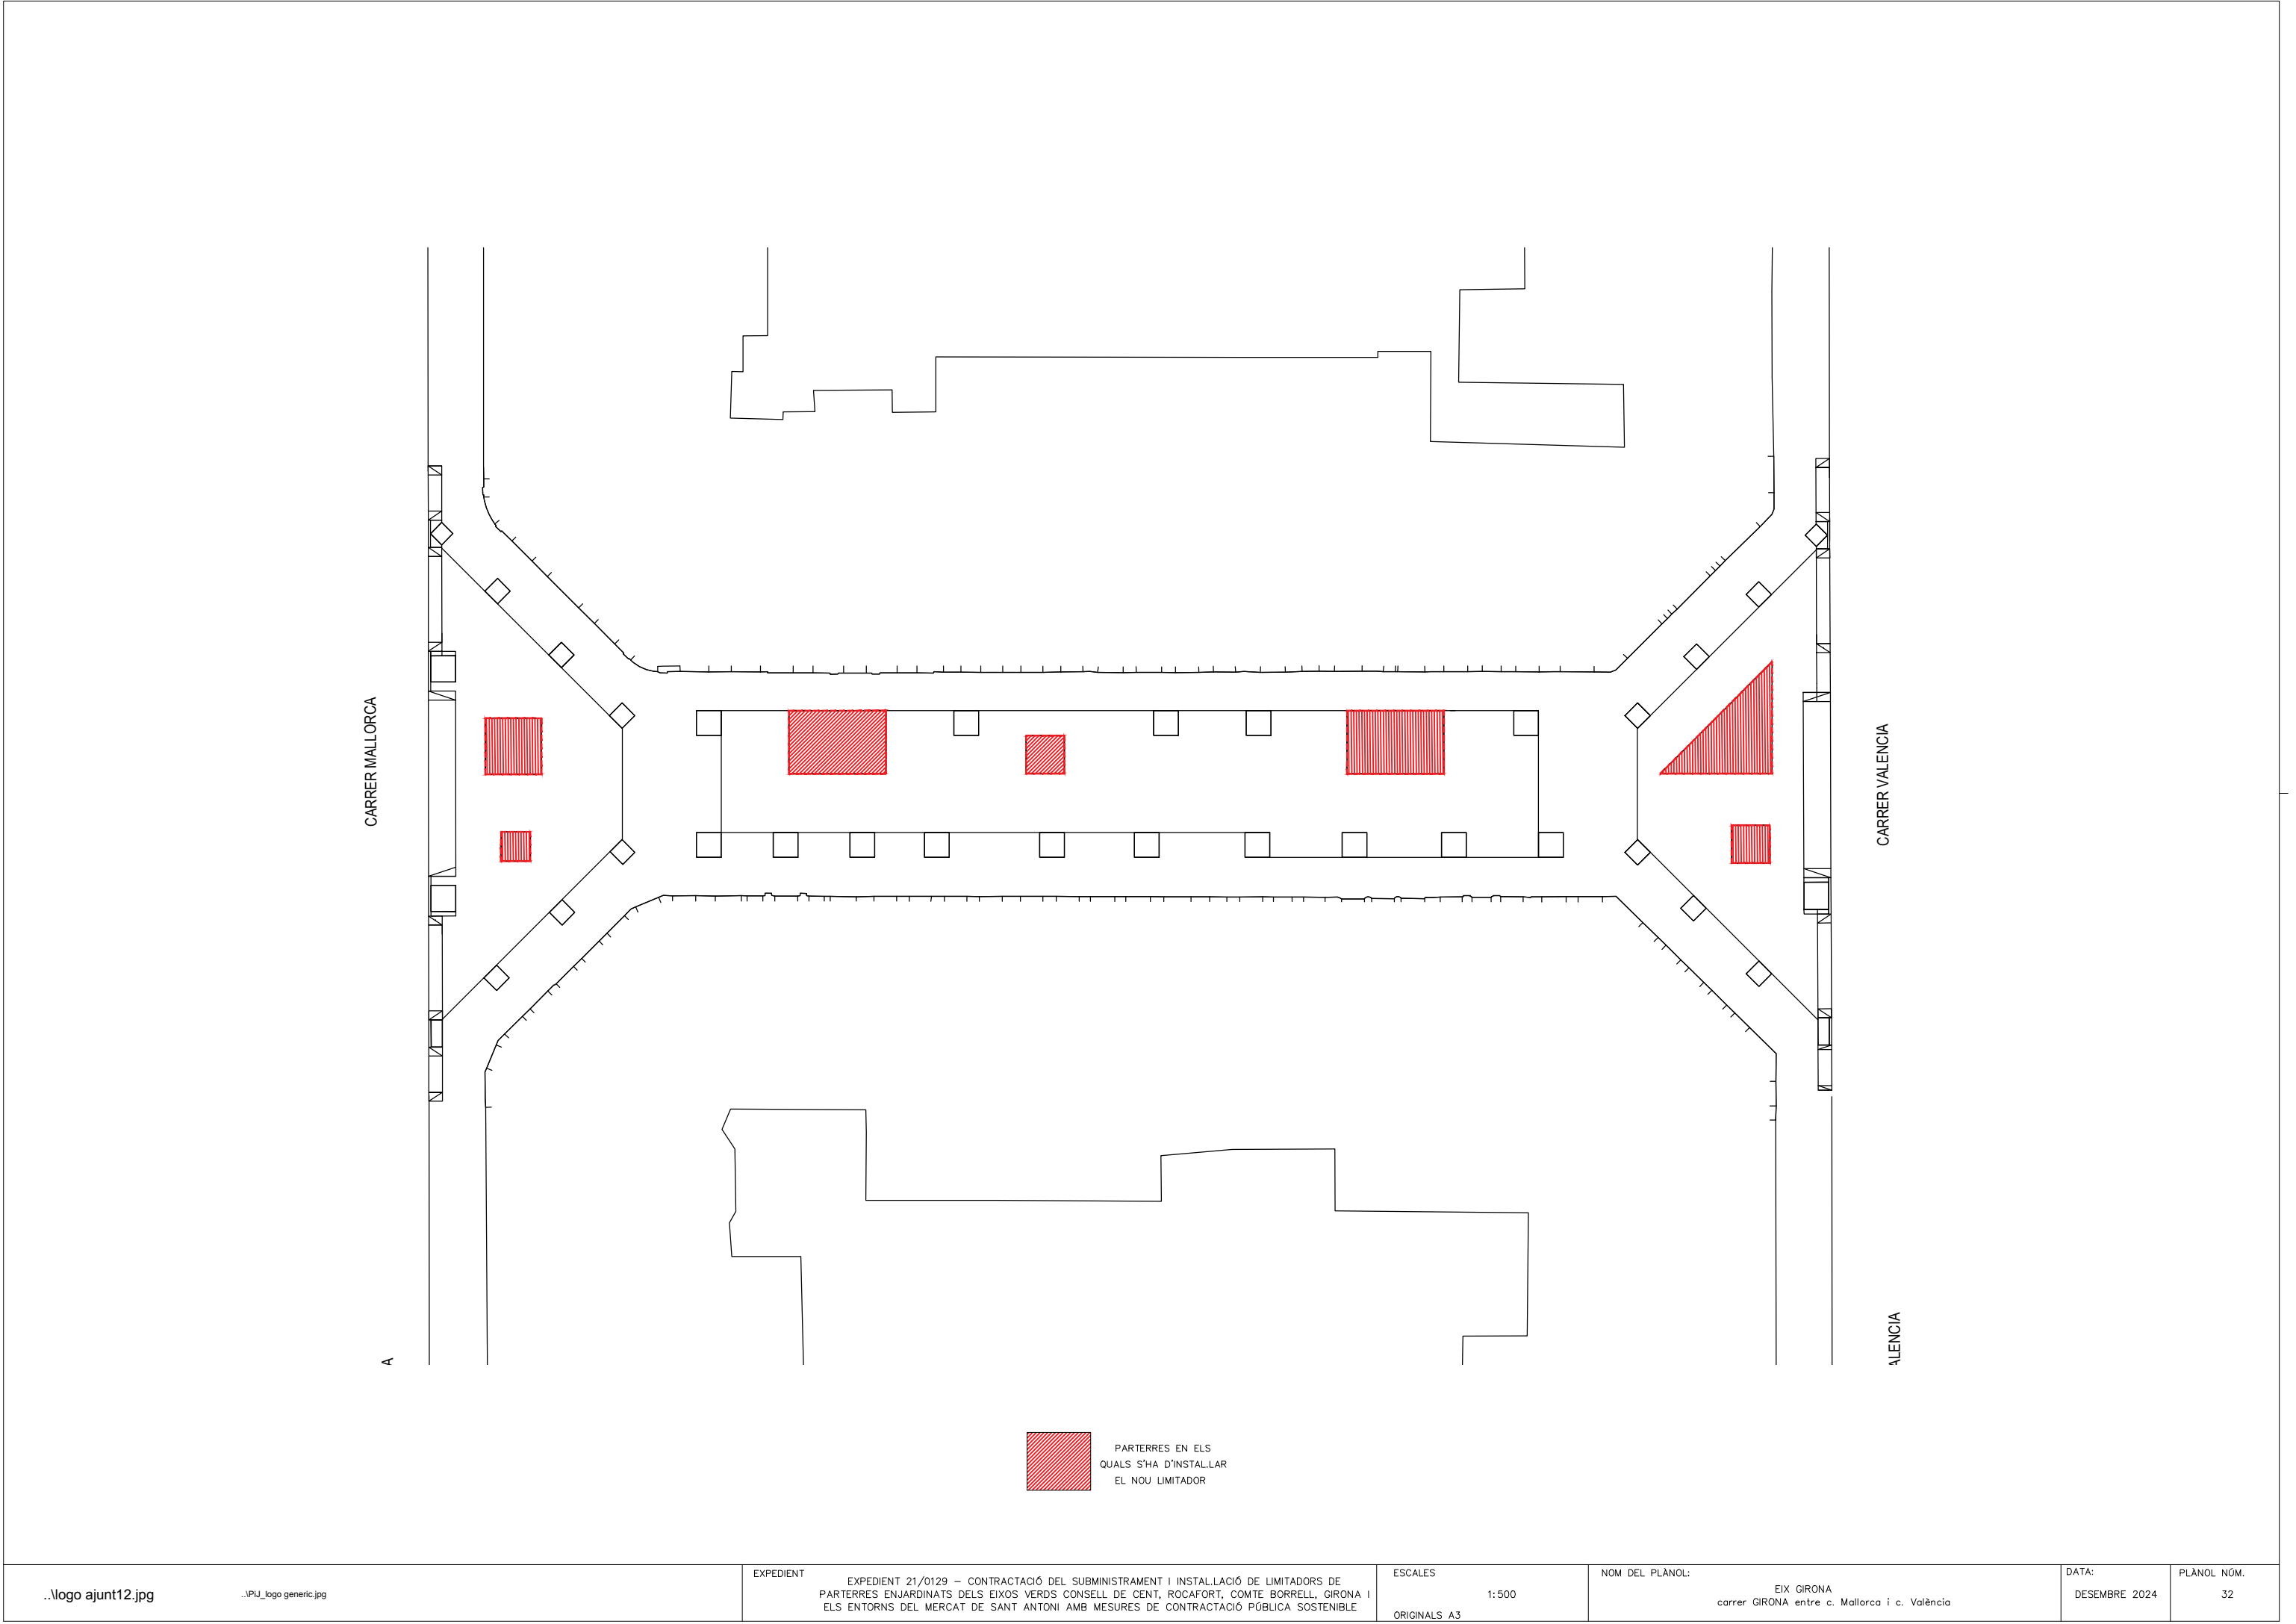 CARRER MALLORCA
CARRER VALENCIA
A
ALENCIA
PARTERRES EN ELS
QUALS S'HA D'INSTAL.LAR
EL NOU LIMITADOR
..\logo ajunt12.jpg
..\PiJ_logo generic.jpg
EXPEDIENT
EXPEDIENT 21/0129 – CONTRACTACIÓ DEL SUBMINISTRAMENT I INSTAL.LACIÓ DE LIMITADORS DE
PARTERRES ENJARDINATS DELS EIXOS VERDS CONSELL DE CENT, ROCAFORT, COMTE BORRELL, GIRONA I
ELS ENTORNS DEL MERCAT DE SANT ANTONI AMB MESURES DE CONTRACTACIÓ PÚBLICA SOSTENIBLE
ESCALES
1:500
ORIGINALS A3
NOM DEL PLÀNOL:
EIX GIRONA
carrer GIRONA entre c. Mallorca i c. València
DATA:
DESEMBRE 2024
PLÀNOL NÚM.
32